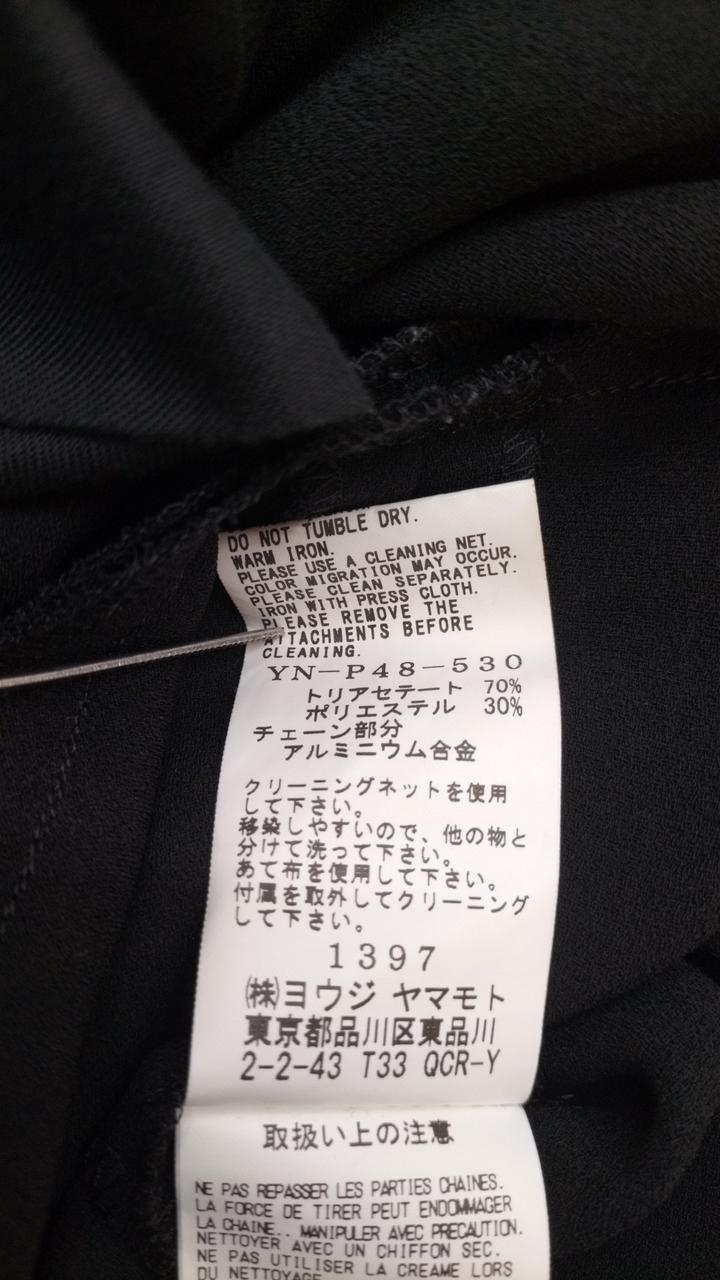 DO NOT TUMBLE DRY.
WARM IRON.
PLEASE USE A CLEANING NET.
COLOR MIGRATION MAY OCCUR.
PLEASE CLEAN SEPARATELY.
IRON WITH PRESS CLOTH.
PLEASE REMOVE THE
ATTACHMENTS BEFORE
CLEANING.
YN-P48-530
トリアセテート 70%
ポリエステル 30%
チェーン部分
アルミニウム合金
クリーニングネットを使用
して下さい。
移染しやすいので、他の物と
分けて洗って下さい。
あて布を使用して下さい。
付属を取外してクリーニング
して下さい。
1397
㈱ヨウジ ヤマモト
東京都品川区東品川
2-2-43 T33 QCR-Y
取扱い上の注意
NE PAS REPASSER LES PARTIES CHAINES.
LA FORCE DE TIRER PEUT ENDOMMAGER
LA CHAINE.. MANIPULER AVEC PRECAUTION.
NETTOYER AVEC UN CHIFFON SEC.
NE PAS UTILISER LA CREAME LORS
DU NETTOYAGE